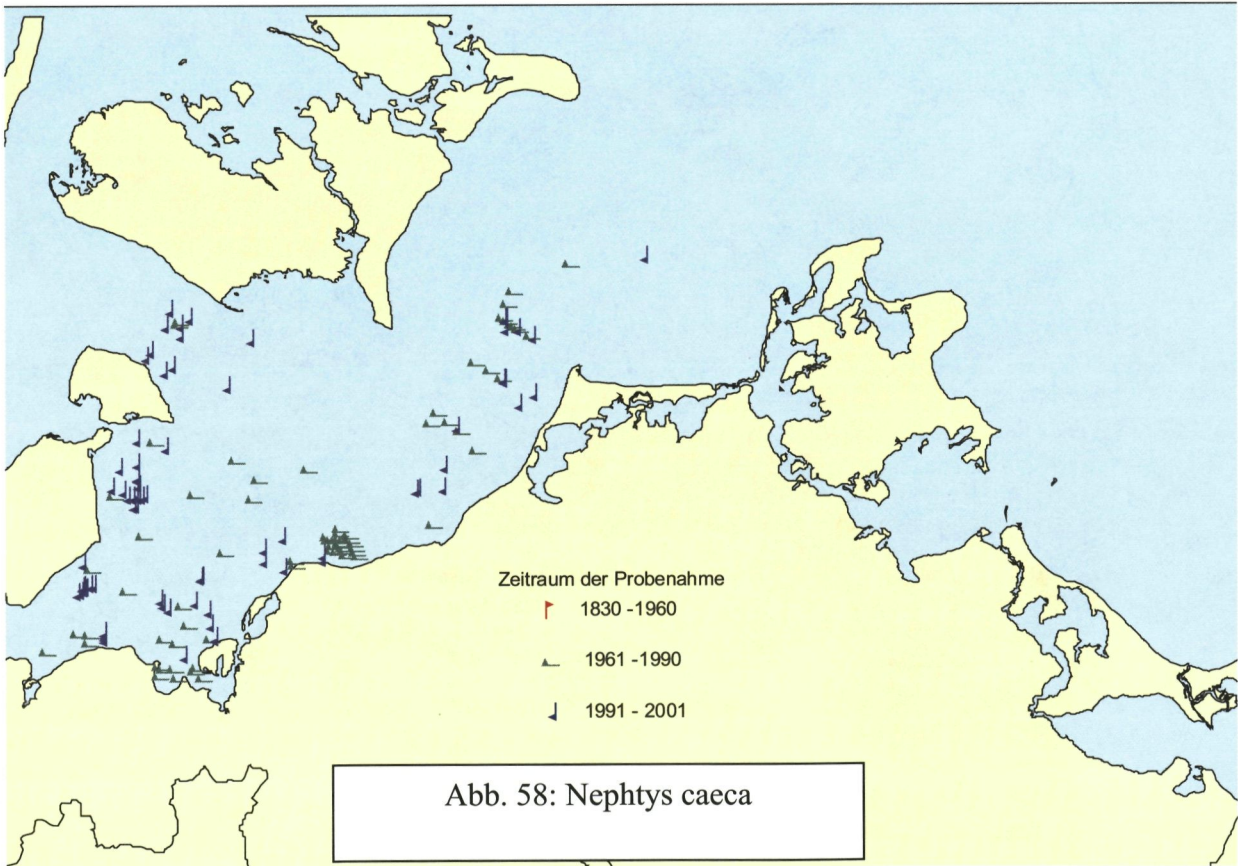 Zeitraum der Probenahme
1830 -1960
1961 -1990
1991 - 2001
Abb. 58: Nephtys caeca